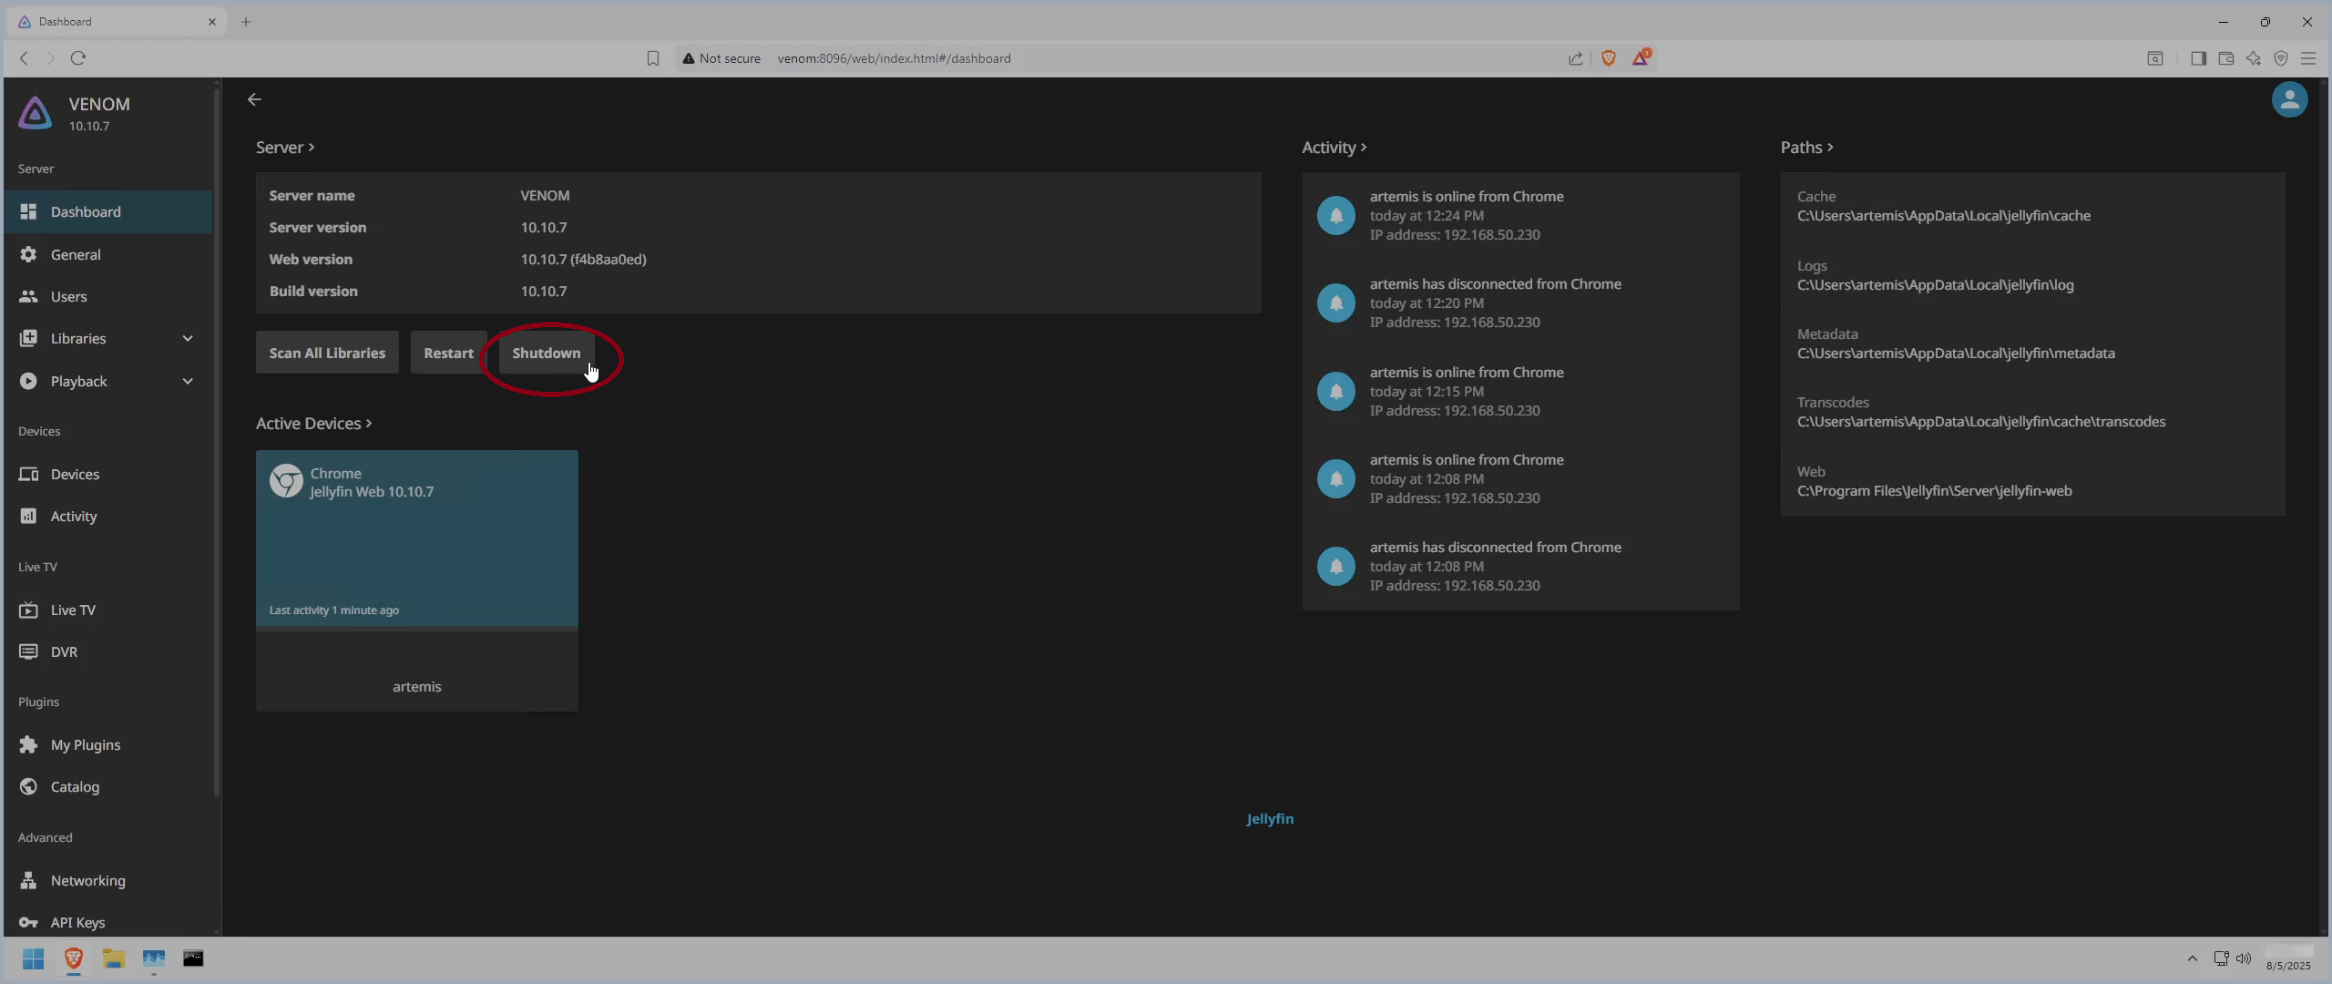 Dashboard
Not secure
venom:8096/web/index.html#/dashboard
1
VENOM
10.10.7
Server
Dashboard
General
Users
Libraries
Playback
Devices
Devices
Activity
Live TV
Live TV
DVR
Plugins
My Plugins
Catalog
Advanced
Networking
API Keys
Server >
Server name VENOM
Server version 10.10.7
Web version 10.10.7 (f4b8aa0ed)
Build version 10.10.7
Scan All Libraries Restart Shutdown
Active Devices >
Chrome
Jellyfin Web 10.10.7
Last activity 1 minute ago
artemis
Activity >
artemis is online from Chrome
today at 12:24 PM
IP address: 192.168.50.230
artemis has disconnected from Chrome
today at 12:20 PM
IP address: 192.168.50.230
artemis is online from Chrome
today at 12:15 PM
IP address: 192.168.50.230
artemis is online from Chrome
today at 12:08 PM
IP address: 192.168.50.230
artemis has disconnected from Chrome
today at 12:08 PM
IP address: 192.168.50.230
Paths >
Cache
C:\Users\artemis\AppData\Local\jellyfin\cache
Logs
C:\Users\artemis\AppData\Local\jellyfin\log
Metadata
C:\Users\artemis\AppData\Local\jellyfin\metadata
Transcodes
C:\Users\artemis\AppData\Local\jellyfin\cache\transcodes
Web
C:\Program Files\Jellyfin\Server\jellyfin-web
Jellyfin
8/5/2025